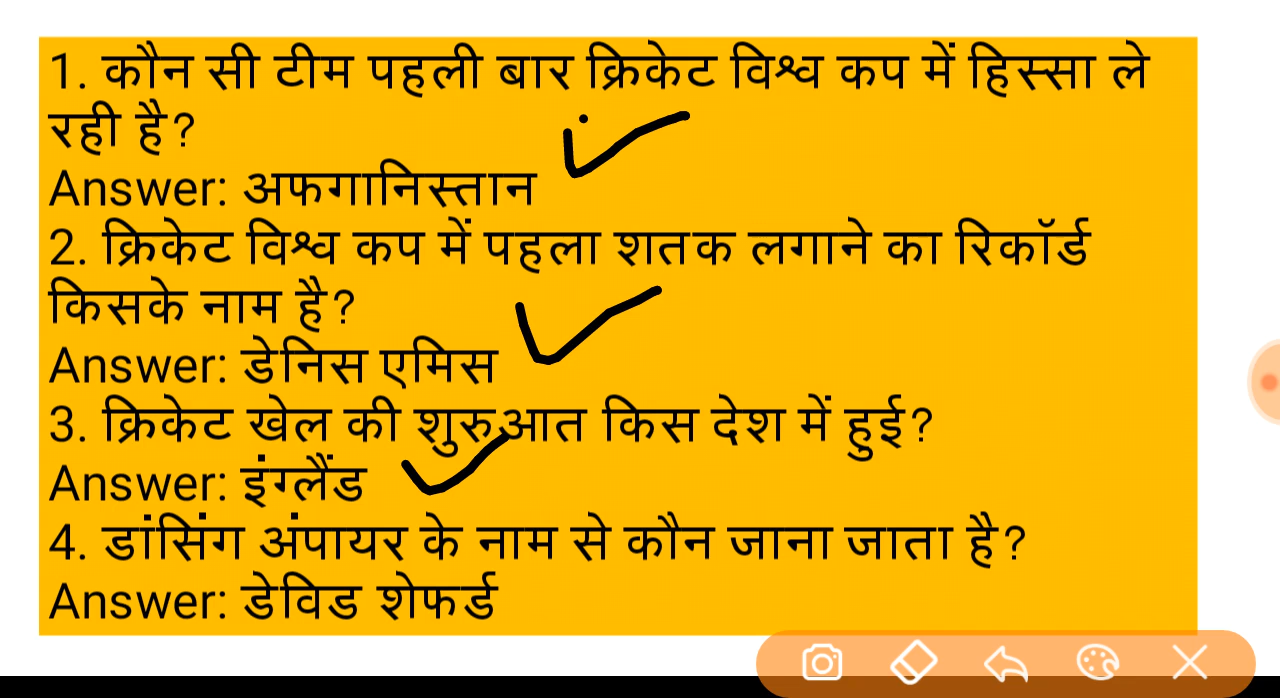 1. कौन सी टीम पहली बार क्रिकेट विश्व कप में हिस्सा ले
रही है?
Answer: अफगानिस्तान
2. क्रिकेट विश्व कप में पहला शतक लगाने का रिकॉर्ड
किसके नाम है?
Answer: डेनिस एमिस
3. क्रिकेट खेल की शुरुआत किस देश में हुई?
Answer: इंग्लैंड
4. डांसिंग अंपायर के नाम से कौन जाना जाता है?
Answer: डेविड शेफर्ड